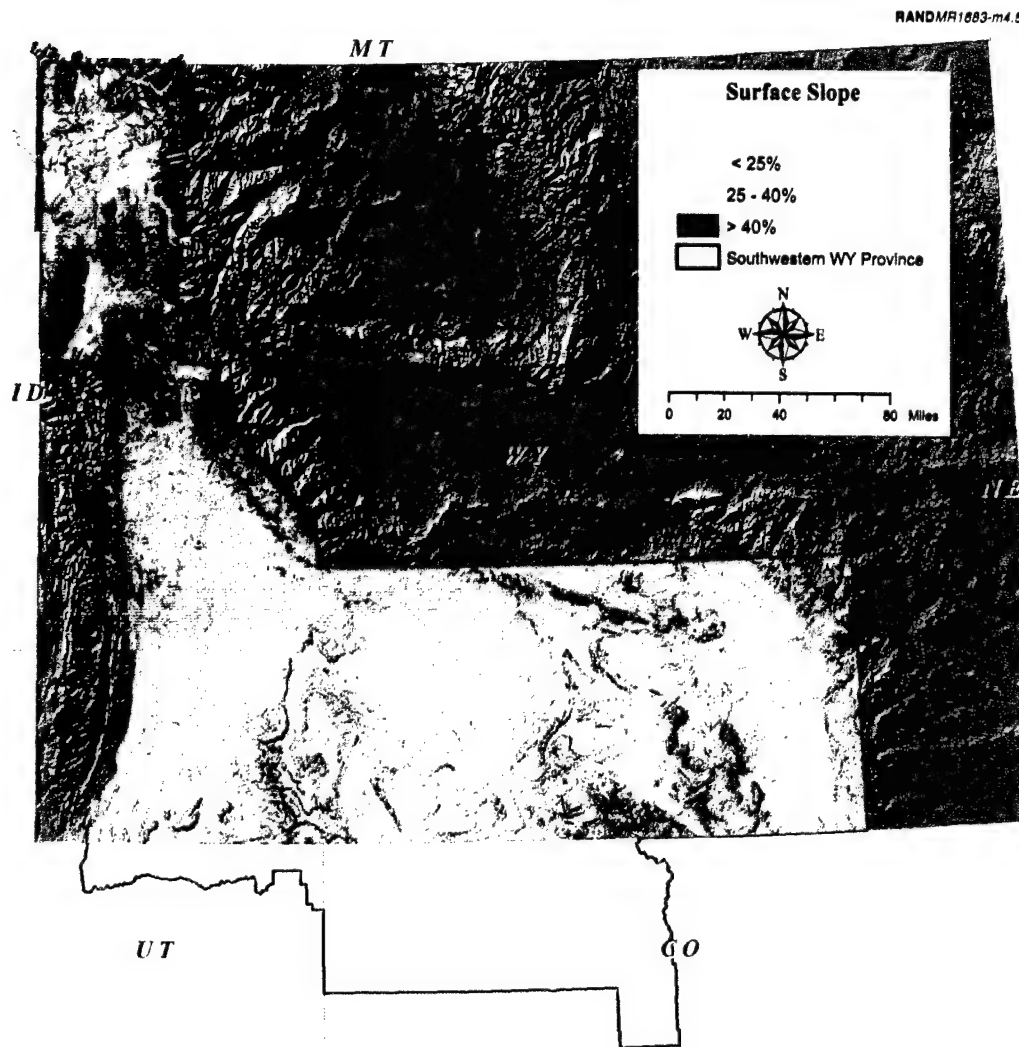 RANDMR1683-m4.5
MT
Surface Slope
< 25%
25 - 40%
> 40%
Southwestern WY Province
N
W E
S
0 20 40 80 Miles
ID
NE
UT
CO